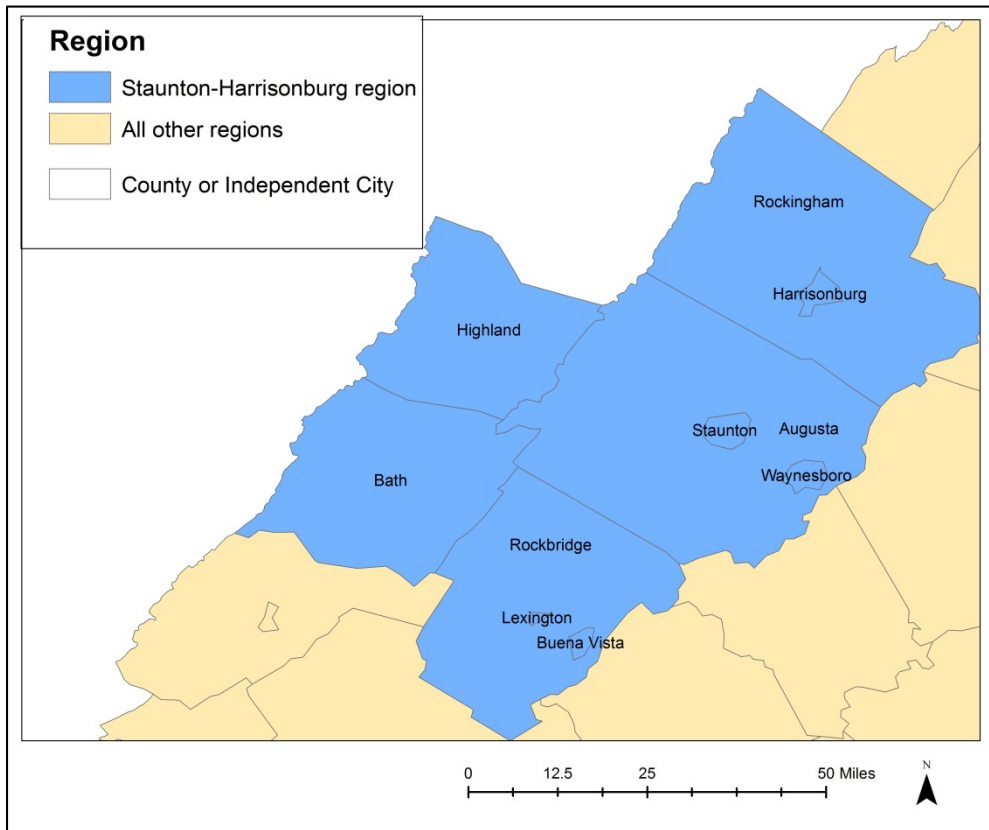 Region
Staunton-Harrisonburg region
All other regions
County or Independent City
Rockingham
Harrisonburg
Highland
Staunton
Augusta
Waynesboro
Bath
Rockbridge
Lexington
Buena Vista
0 12.5 25 50 Miles
N